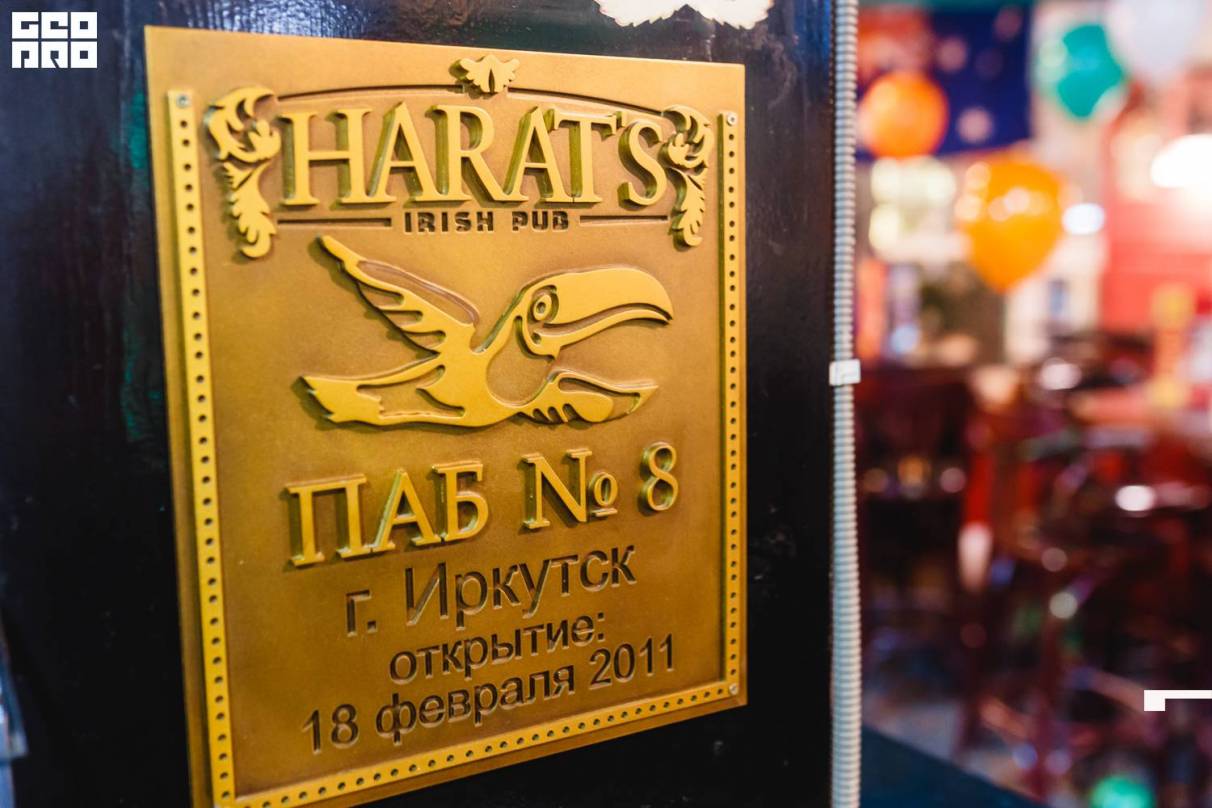 GEO
PRO
HARAT'S
IRISH PUB
ПАБ № 8
г. Иркутск
открытие:
18 февраля 2011